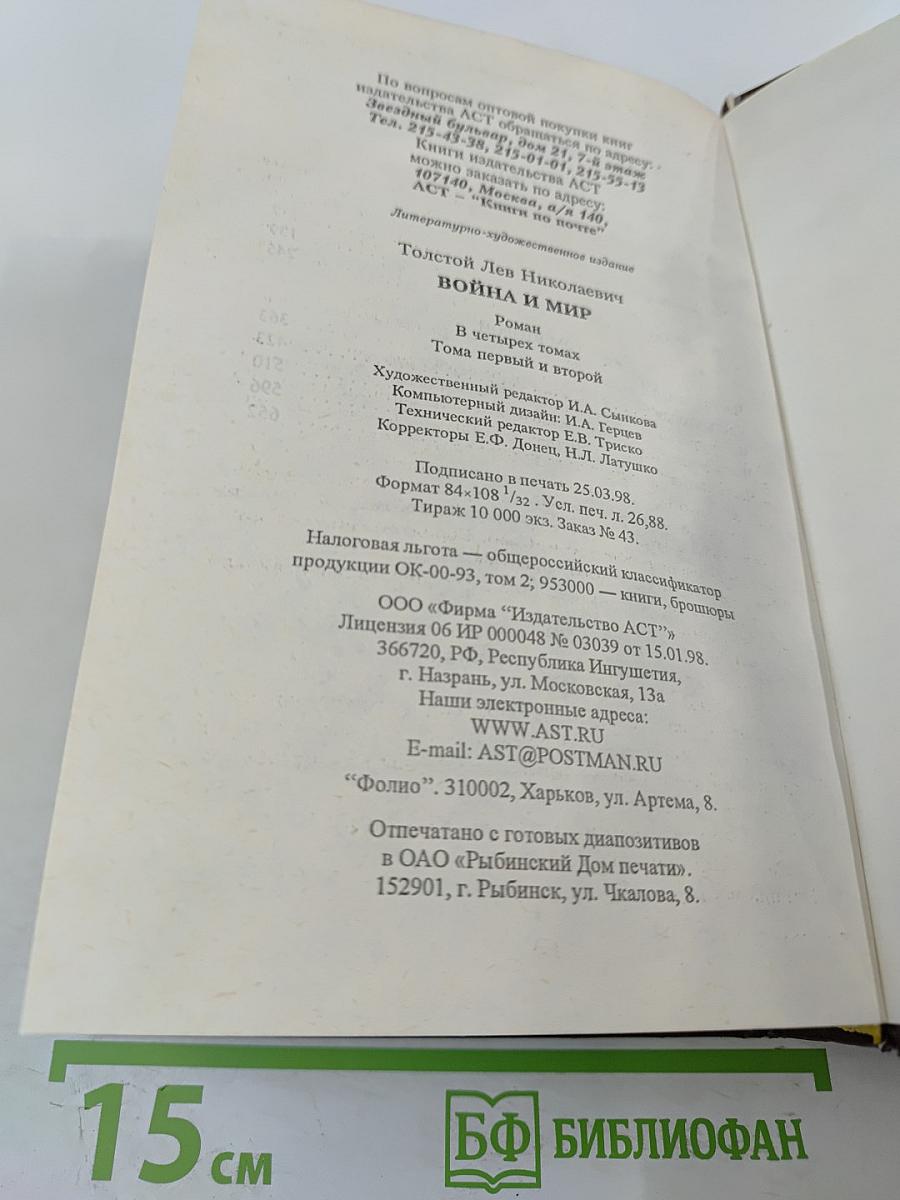 По вопросам оптовой покупки книг
издательства АСТ обращаться по адресу:
Звездный бульвар, дом 21, 7-й этаж
Тел. 215-43-38, 215-01-01, 215-55-13
Книги издательства АСТ
можно заказать по адресу:
107140, Москва, а/я 140,
АСТ – “Книги по почте”
Литературно-художественное издание
Толстой Лев Николаевич
ВОЙНА И МИР
Роман
В четырех томах
Тома первый и второй
Художественный редактор И.А. Сынкова
Компьютерный дизайн: И.А. Герцев
Технический редактор Е.В. Триско
Корректоры Е.Ф. Донец, Н.Л. Латушко
Подписано в печать 25.03.98.
Формат 84×108 1/32 . Усл. печ. л. 26,88.
Тираж 10 000 экз. Заказ № 43.
Налоговая льгота — общероссийский классификатор
продукции ОК-00-93, том 2; 953000 — книги, брошюры
ООО «Фирма “Издательство АСТ”»
Лицензия 06 ИР 000048 № 03039 от 15.01.98.
366720, РФ, Республика Ингушетия,
г. Назрань, ул. Московская, 13а
Наши электронные адреса:
WWW.AST.RU
E-mail: AST@POSTMAN.RU
“Фолио”. 310002, Харьков, ул. Артема, 8.
Отпечатано с готовых диапозитивов
в ОАО «Рыбинский Дом печати».
152901, г. Рыбинск, ул. Чкалова, 8.
15 см
БФ БИБЛИОФАН